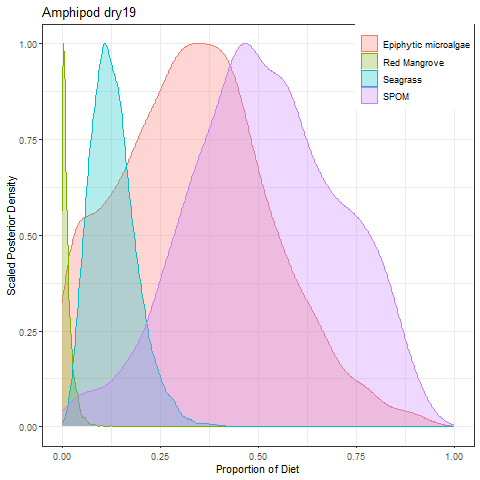 Amphipod dry19
Epiphytic microalgae
Red Mangrove
Seagrass
SPOM
Scaled Posterior Density
1.00
0.75
0.50
0.25
0.00
0.00 0.25 0.50 0.75 1.00
Proportion of Diet